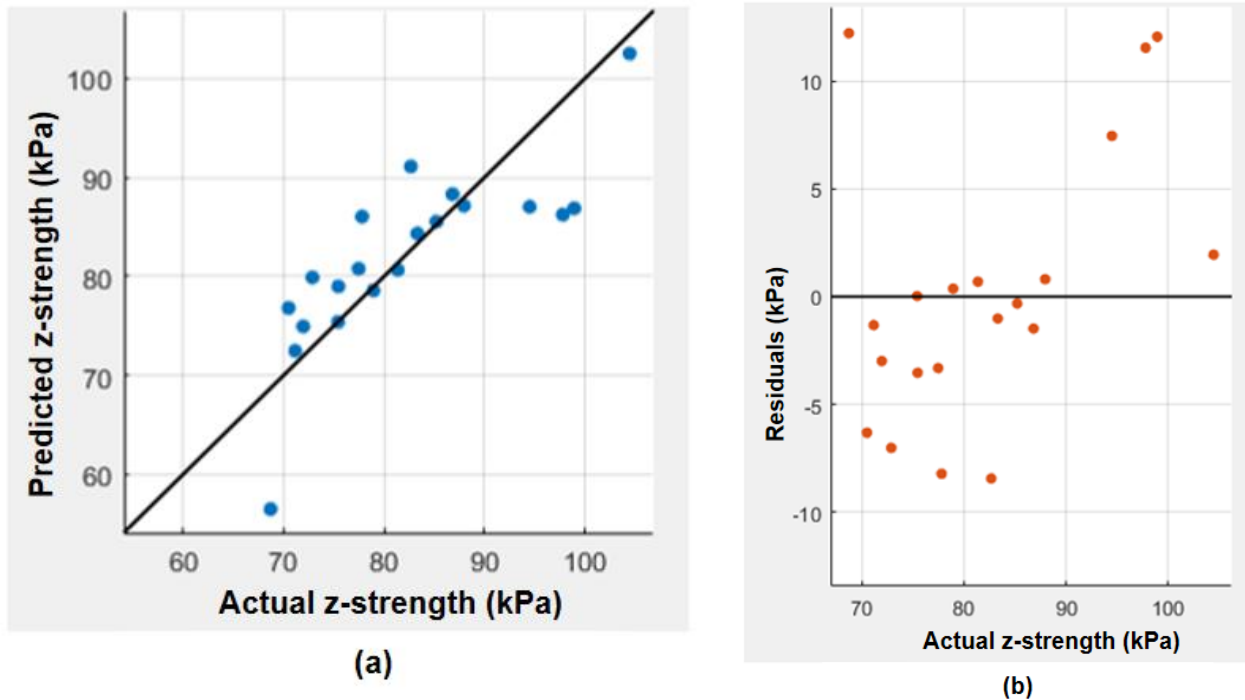 Predicted z-strength (kPa)
100
90
80
70
60
60 70 80 90 100
Actual z-strength (kPa)
(a)
Residuals (kPa)
10
5
0
-5
-10
70 80 90 100
Actual z-strength (kPa)
(b)